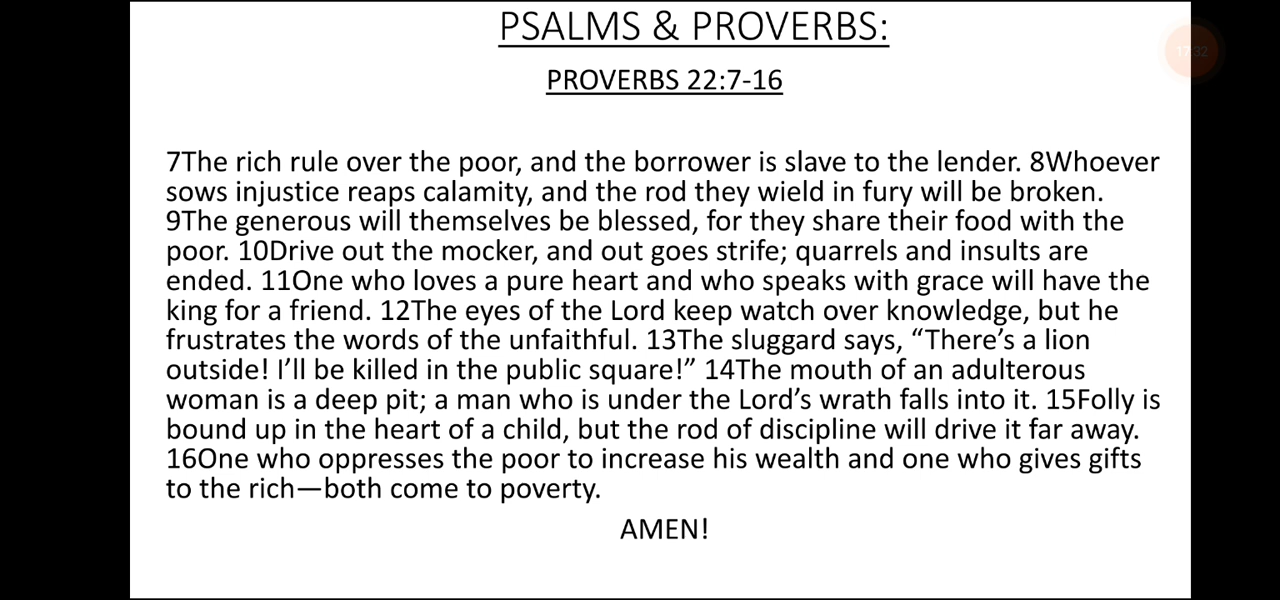 PSALMS & PROVERBS:
17:32
PROVERBS 22:7-16
7The rich rule over the poor, and the borrower is slave to the lender. 8Whoever
sows injustice reaps calamity, and the rod they wield in fury will be broken.
9The generous will themselves be blessed, for they share their food with the
poor. 10Drive out the mocker, and out goes strife; quarrels and insults are
ended. 11One who loves a pure heart and who speaks with grace will have the
king for a friend. 12The eyes of the Lord keep watch over knowledge, but he
frustrates the words of the unfaithful. 13The sluggard says, “There’s a lion
outside! I’ll be killed in the public square!” 14The mouth of an adulterous
woman is a deep pit; a man who is under the Lord’s wrath falls into it. 15Folly is
bound up in the heart of a child, but the rod of discipline will drive it far away.
16One who oppresses the poor to increase his wealth and one who gives gifts
to the rich—both come to poverty.
AMEN!